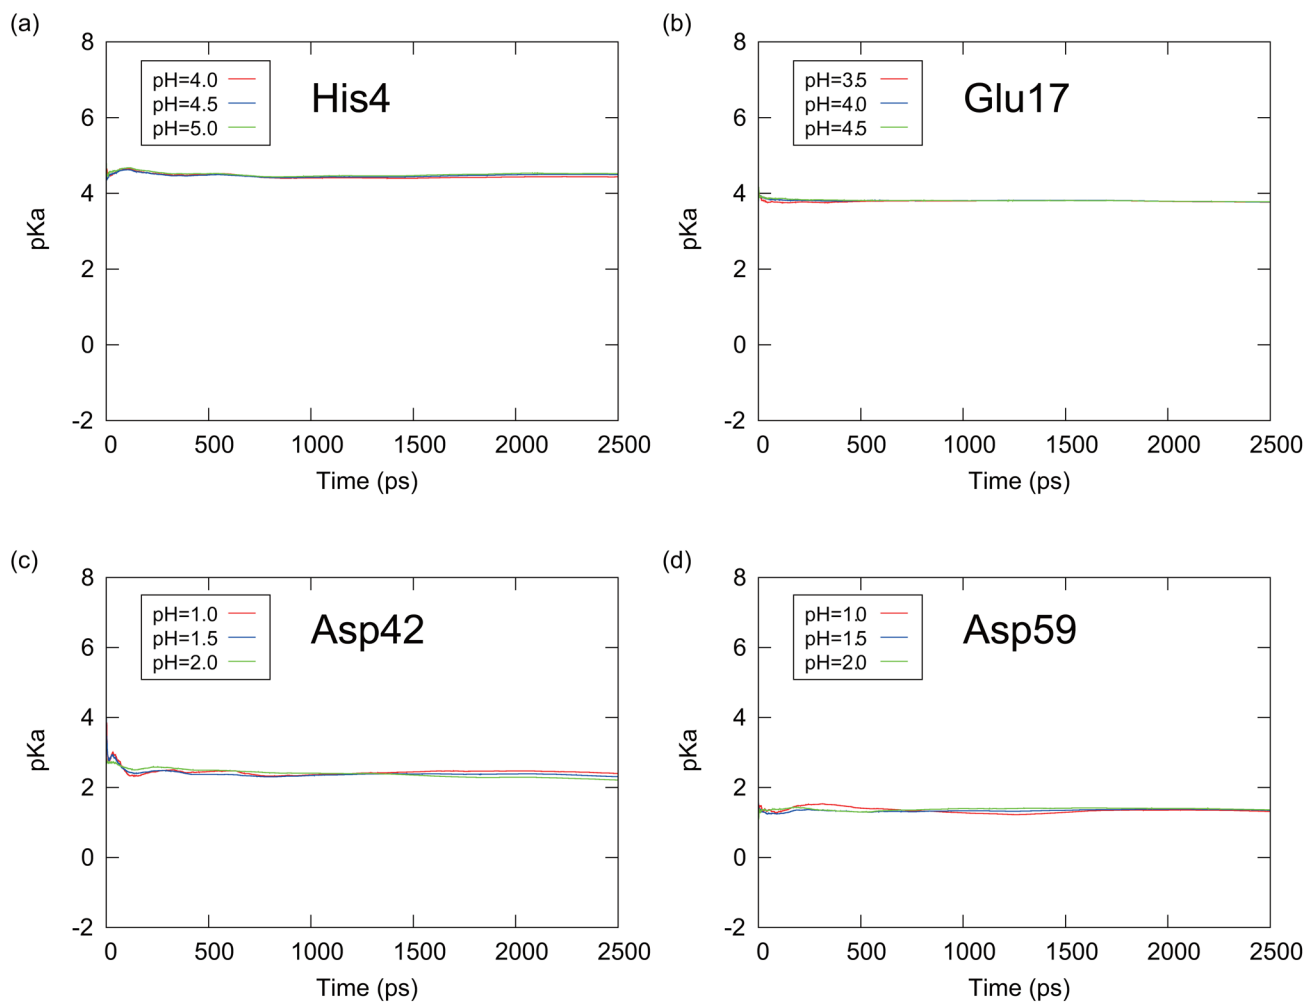 (a)
8
6
4
2
0
-2
pKa
pH=4.0
pH=4.5
pH=5.0
His4
0 500 1000 1500 2000 2500
Time (ps)
(b)
8
6
4
2
0
-2
pKa
pH=3.5
pH=4.0
pH=4.5
Glu17
0 500 1000 1500 2000 2500
Time (ps)
(c)
8
6
4
2
0
-2
pKa
pH=1.0
pH=1.5
pH=2.0
Asp42
0 500 1000 1500 2000 2500
Time (ps)
(d)
8
6
4
2
0
-2
pKa
pH=1.0
pH=1.5
pH=2.0
Asp59
0 500 1000 1500 2000 2500
Time (ps)